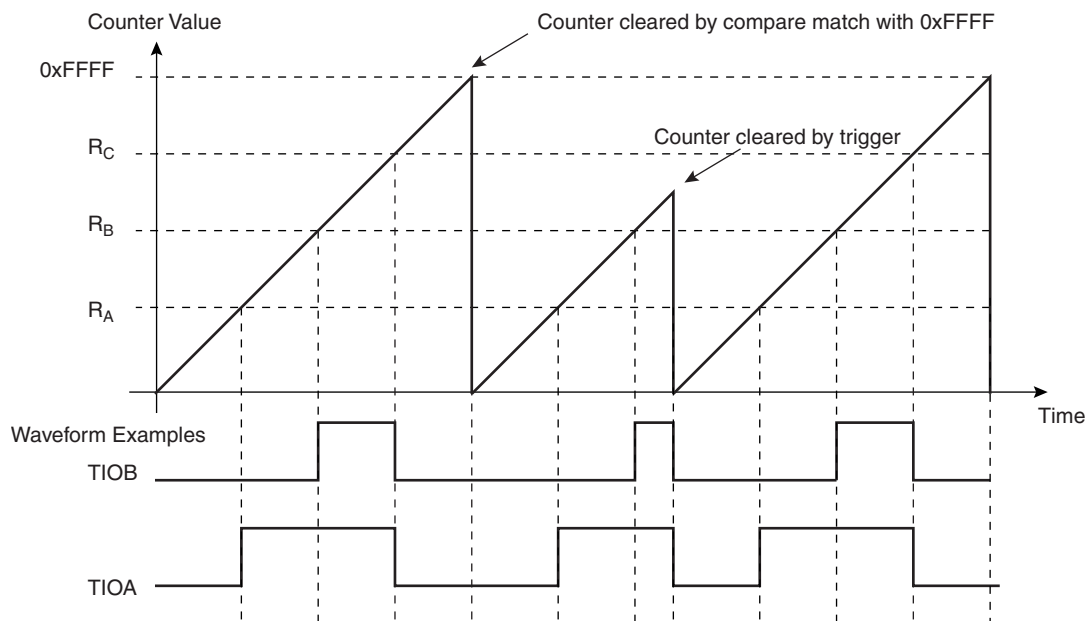 Counter Value
Counter cleared by compare match with 0xFFFF
0xFFFF
RC
Counter cleared by trigger
RB
RA
Time
Waveform Examples
TIOB
TIOA